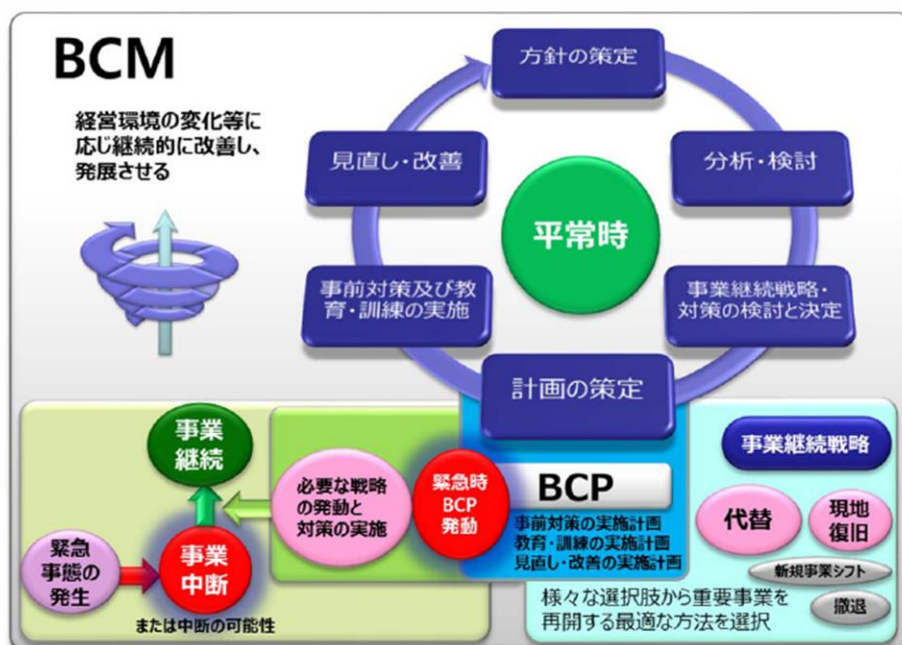 BCM
経営環境の変化等に
応じ継続的に改善し、
発展させる
方針の策定
見直し・改善
分析・検討
平常時
事前対策及び教
育・訓練の実施
事業継続戦略・
対策の検討と決定
計画の策定
事業
継続
必要な戦略
の発動と
対策の実施
緊急時
BCP
発動
BCP
事前対策の実施計画
教育・訓練の実施計画
見直し・改善の実施計画
緊急
事態の
発生
事業
中断
または中断の可能性
事業継続戦略
代替
現地
復旧
新規事業シフト
撤退
様々な選択肢から重要事業を
再開する最適な方法を選択